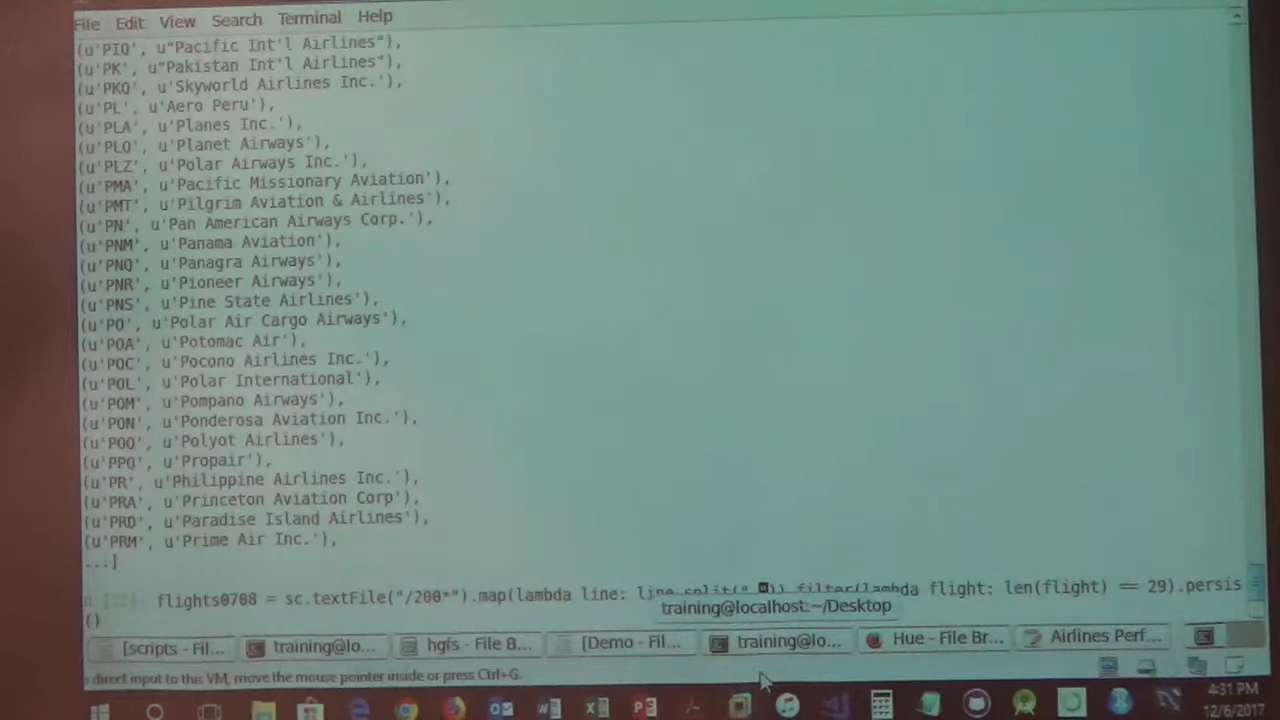 File Edit View Search Terminal Help
(u'PIQ', u"Pacific Int'l Airlines"),
(u'PK', u"Pakistan Int'l Airlines"),
(u'PKQ', u'Skyworld Airlines Inc.'),
(u'PL', u'Aero Peru'),
(u'PLA', u'Planes Inc.'),
(u'PLQ', u'Planet Airways'),
(u'PLZ', u'Polar Airways Inc.'),
(u'PMA', u'Pacific Missionary Aviation'),
(u'PMT', u'Pilgrim Aviation & Airlines'),
(u'PN', u'Pan American Airways Corp.'),
(u'PNM', u'Panama Aviation'),
(u'PNQ', u'Panagra Airways'),
(u'PNR', u'Pioneer Airways'),
(u'PNS', u'Pine State Airlines'),
(u'PO', u'Polar Air Cargo Airways'),
(u'POA', u'Potomac Air'),
(u'POC', u'Pocono Airlines Inc.'),
(u'POL', u'Polar International'),
(u'POM', u'Pompano Airways'),
(u'PON', u'Ponderosa Aviation Inc.'),
(u'POQ', u'Polyot Airlines'),
(u'PPQ', u'Propair'),
(u'PR', u'Philippine Airlines Inc.'),
(u'PRA', u'Princeton Aviation Corp'),
(u'PRD', u'Paradise Island Airlines'),
(u'PRM', u'Prime Air Inc.'),
...]
flights0708 = sc.textFile("/200*").map(lambda line: line.split(" ")).filter(lambda flight: len(flight) == 29).persis
()
training@localhost:~/Desktop
[scripts - Fil... training@lo... hgfs - File B... [Demo - Fil... training@lo... Hue - File Br... Airlines Perf...
direct input to this VM, move the mouse pointer inside or press Ctrl+G.
4:31 PM
12/6/2017